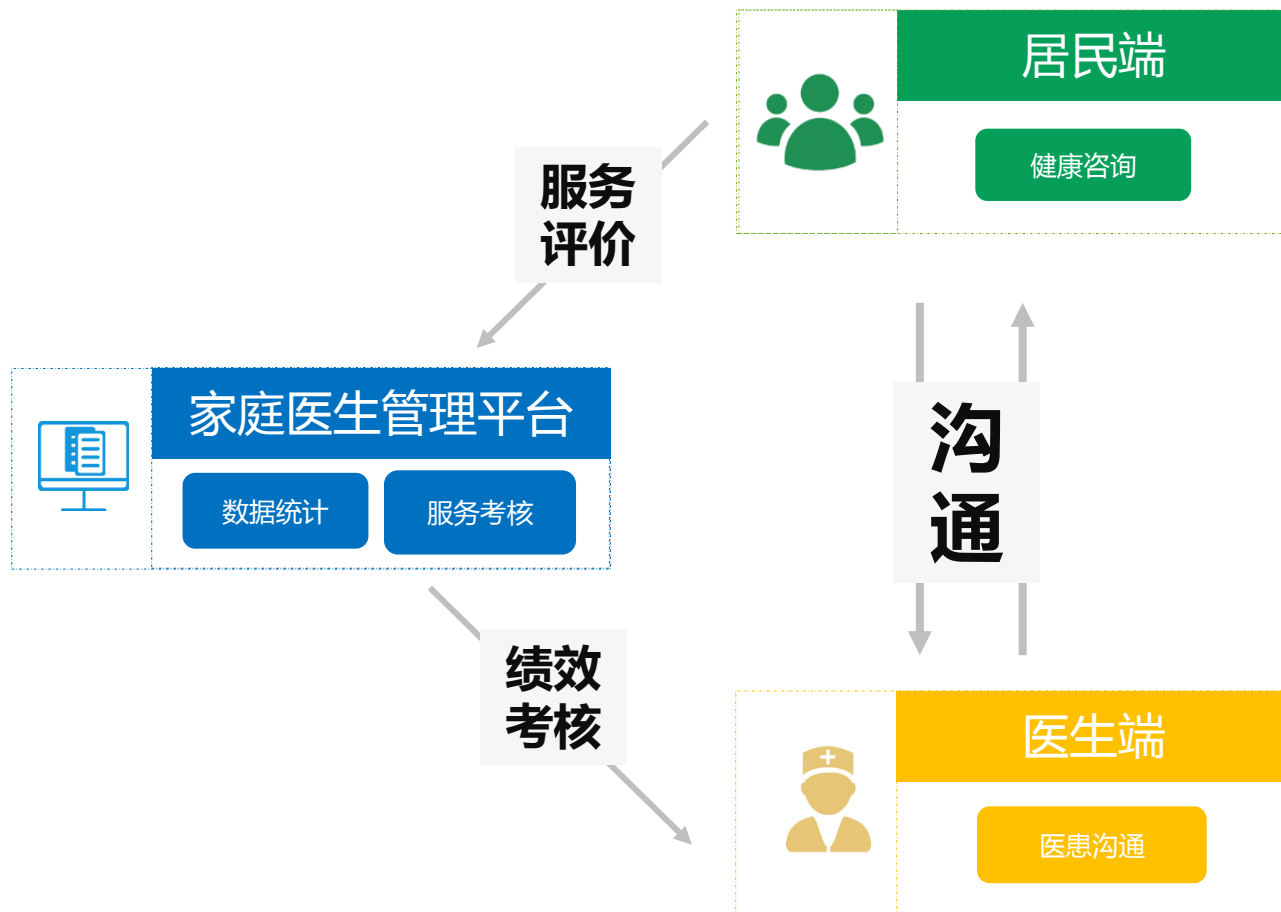 居民端
健康咨询
服务
评价
家庭医生管理平台
数据统计
服务考核
沟
通
绩效
考核
医生端
医患沟通